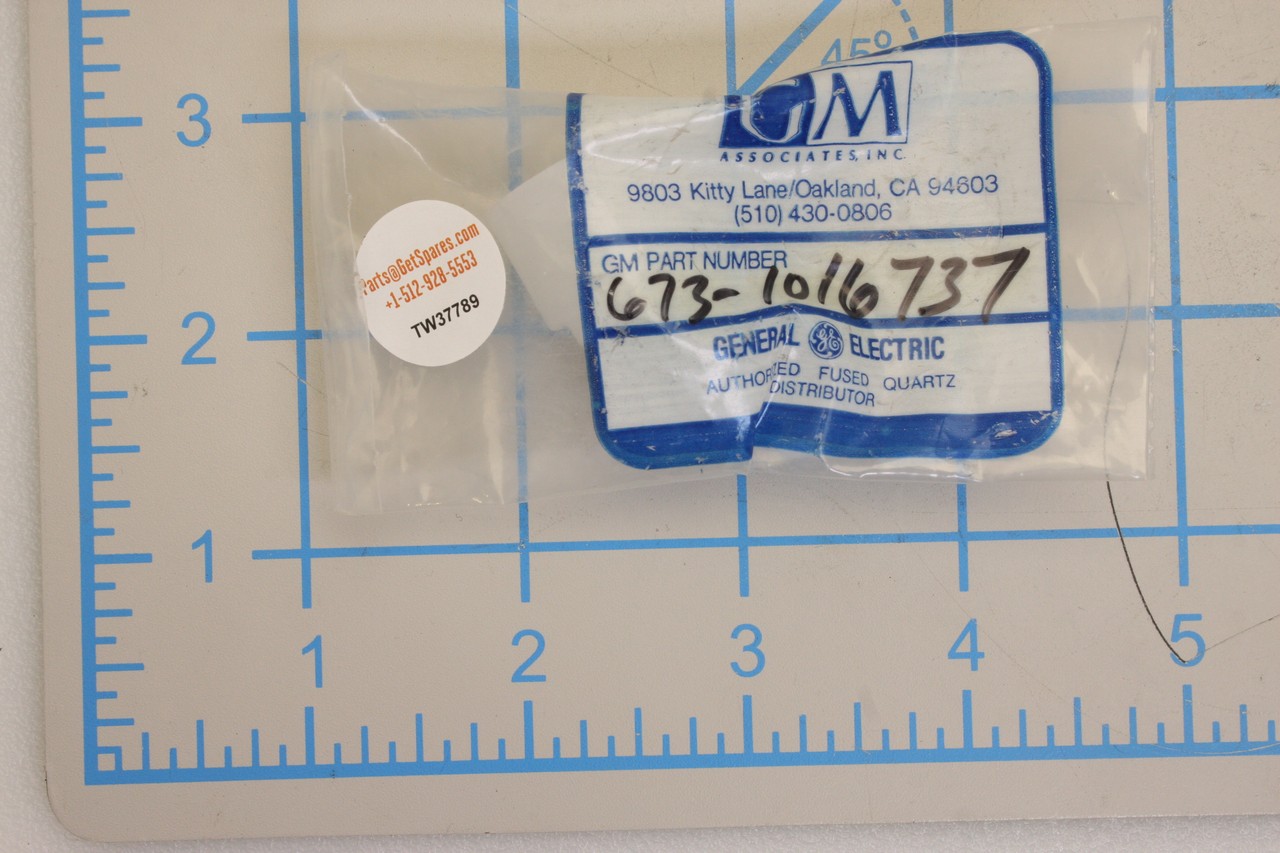 45°
GM
ASSOCIATES, INC.
9803 Kitty Lane/Oakland, CA 94603
(510) 430-0806
GM PART NUMBER
673-1016737
GENERAL GE ELECTRIC
AUTHORIZED FUSED QUARTZ
DISTRIBUTOR
Parts@GetSpares.com
+1-512-928-5553
TW37789
3
2
1
1 2 3 4 5